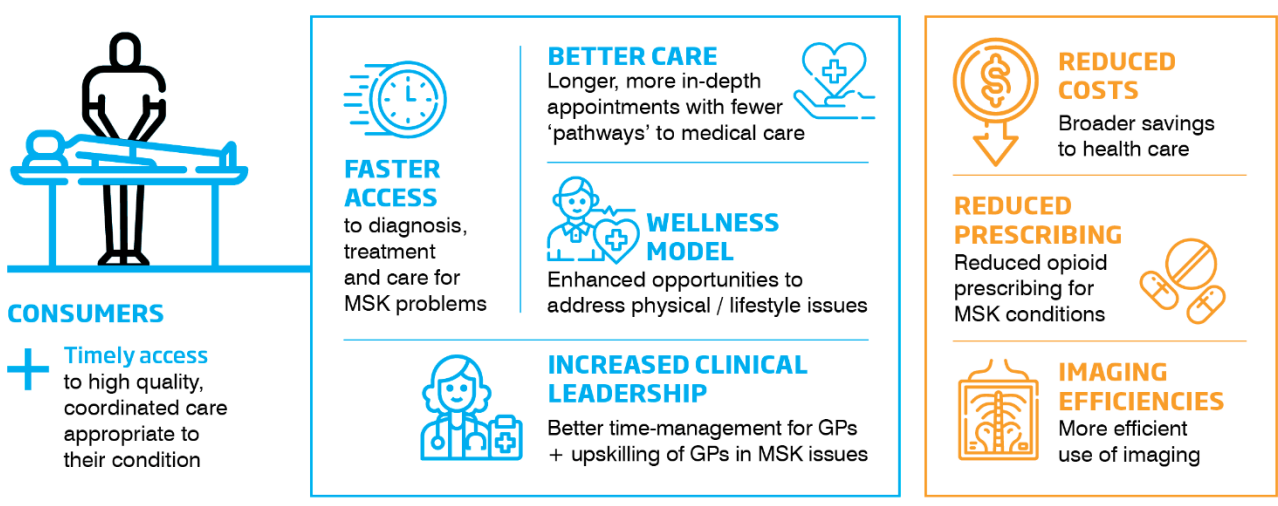 CONSUMERS
Timely access
to high quality,
coordinated care
appropriate to
their condition
FASTER
ACCESS
to diagnosis,
treatment
and care for
MSK problems
BETTER CARE
Longer, more in-depth
appointments with fewer
‘pathways’ to medical care
WELLNESS
MODEL
Enhanced opportunities to
address physical / lifestyle issues
INCREASED CLINICAL
LEADERSHIP
Better time-management for GPs
+ upskilling of GPs in MSK issues
REDUCED
COSTS
Broader savings
to health care
REDUCED
PRESCRIBING
Reduced opioid
prescribing for
MSK conditions
IMAGING
EFFICIENCIES
More efficient
use of imaging